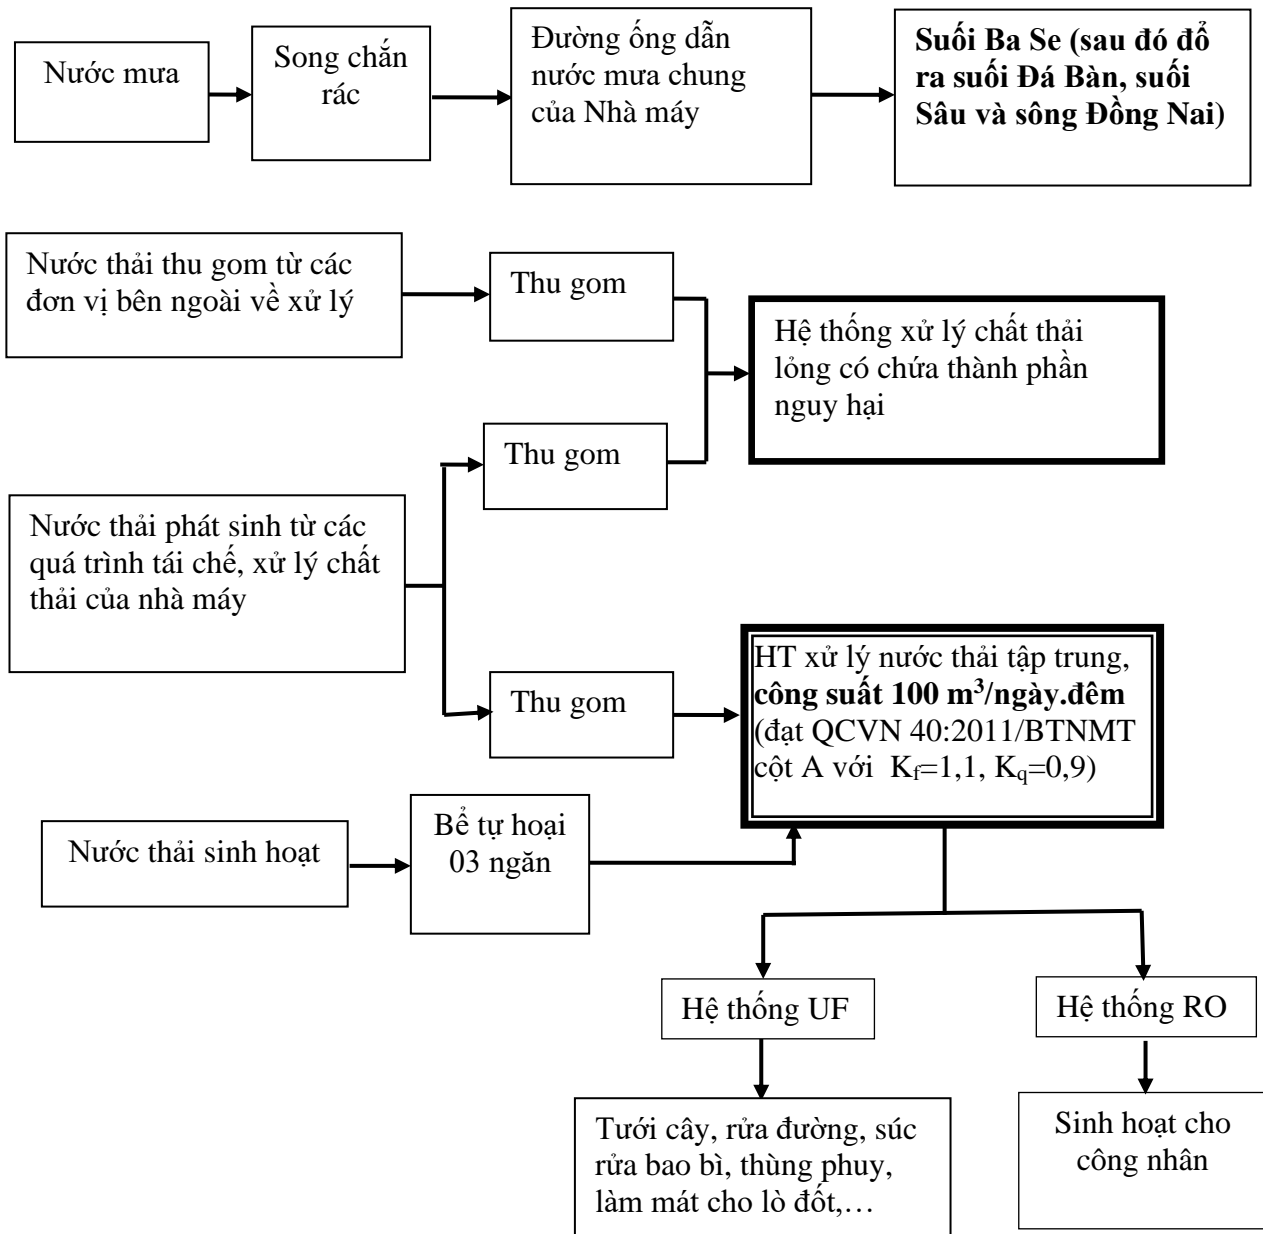 Nước mưa
Song chắn
rác
Đường ống dẫn
nước mưa chung
của Nhà máy
Suối Ba Se (sau đó đổ
ra suối Đá Bàn, suối
Sâu và sông Đồng Nai)
Nước thải thu gom từ các
đơn vị bên ngoài về xử lý
Thu gom
Hệ thống xử lý chất thải
lỏng có chứa thành phần
nguy hại
Thu gom
Nước thải phát sinh từ các
quá trình tái chế, xử lý chất
thải của nhà máy
Thu gom
HT xử lý nước thải tập trung,
công suất 100 m³/ngày.đêm
(đạt QCVN 40:2011/BTNMT
cột A với K_f=1,1, K_q=0,9)
Nước thải sinh hoạt
Bể tự hoại
03 ngăn
Hệ thống UF
Hệ thống RO
Tưới cây, rửa đường, súc
rửa bao bì, thùng phuy,
làm mát cho lò đốt,…
Sinh hoạt cho
công nhân